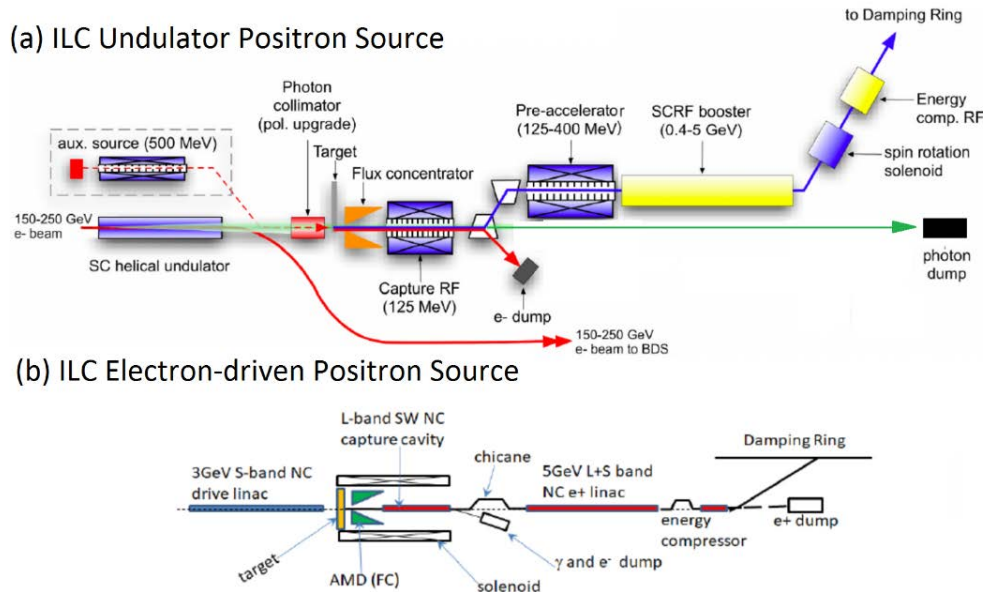 (a) ILC Undulator Positron Source
to Damping Ring
Photon
collimator
(pol. upgrade)
Pre-accelerator
(125-400 MeV)
SCRF booster
(0.4-5 GeV)
Energy
comp. RF
aux. source (500 MeV)
Target
Flux concentrator
spin rotation
solenoid
150-250 GeV
e- beam
SC helical undulator
Capture RF
(125 MeV)
e- dump
photon
dump
150-250 GeV
e- beam to BDS
(b) ILC Electron-driven Positron Source
L-band SW NC
capture cavity
Damping Ring
3GeV S-band NC
drive linac
chicane
5GeV L+S band
NC e+ linac
energy
compressor
e+ dump
target
AMD (FC)
solenoid
γ and e- dump